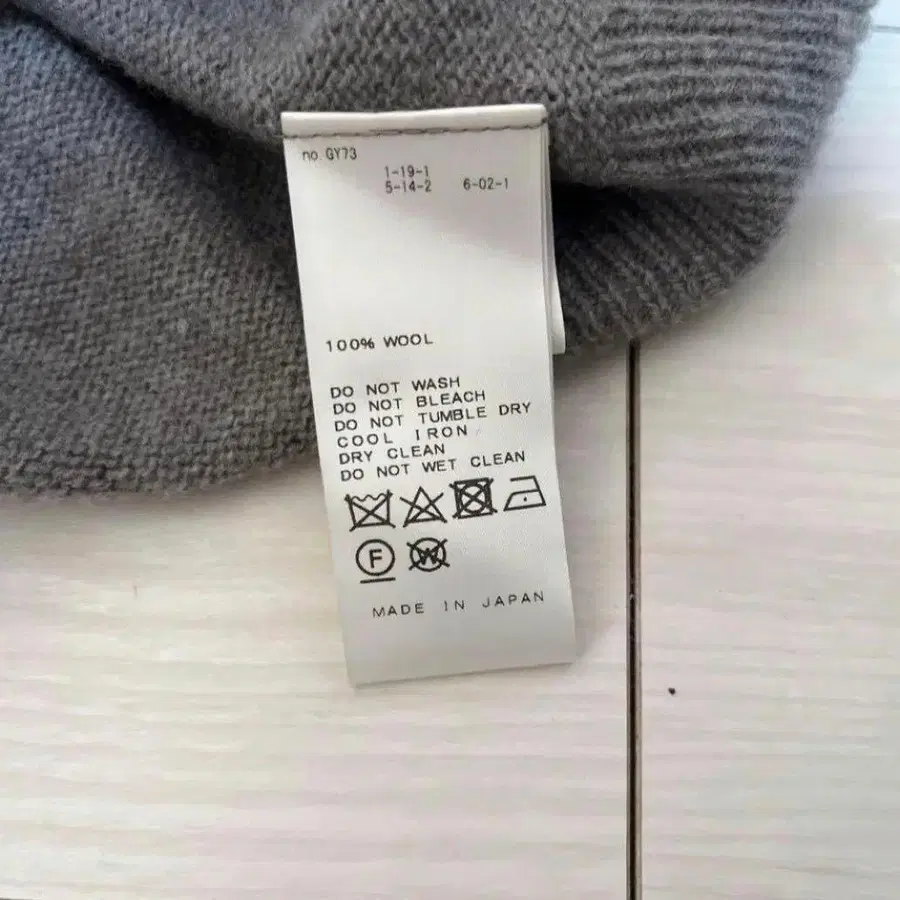 no. GY73
1-19-1
5-14-2 6-02-1
100% WOOL
DO NOT WASH
DO NOT BLEACH
DO NOT TUMBLE DRY
COOL IRON
DRY CLEAN
DO NOT WET CLEAN
F W
MADE IN JAPAN